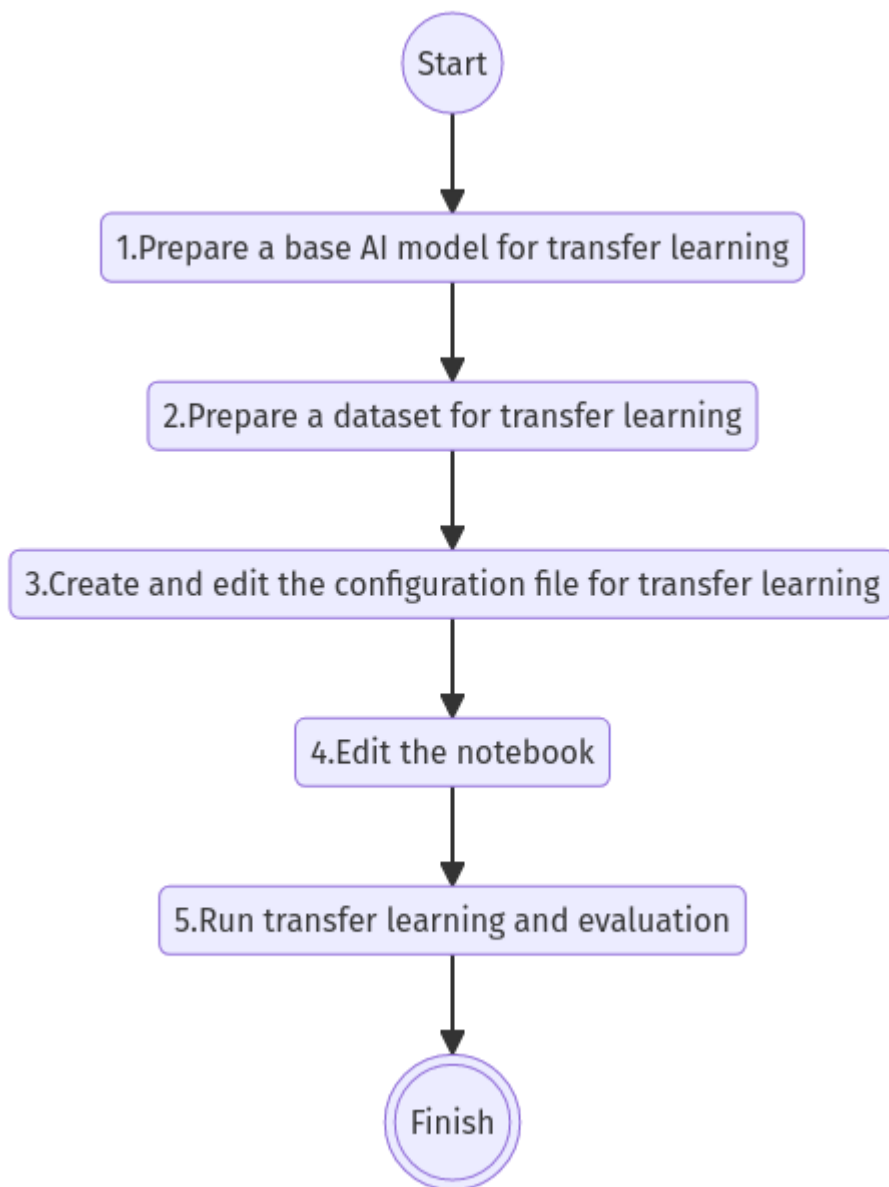 Start
1.Prepare a base AI model for transfer learning
2.Prepare a dataset for transfer learning
3.Create and edit the configuration file for transfer learning
4.Edit the notebook
5.Run transfer learning and evaluation
Finish